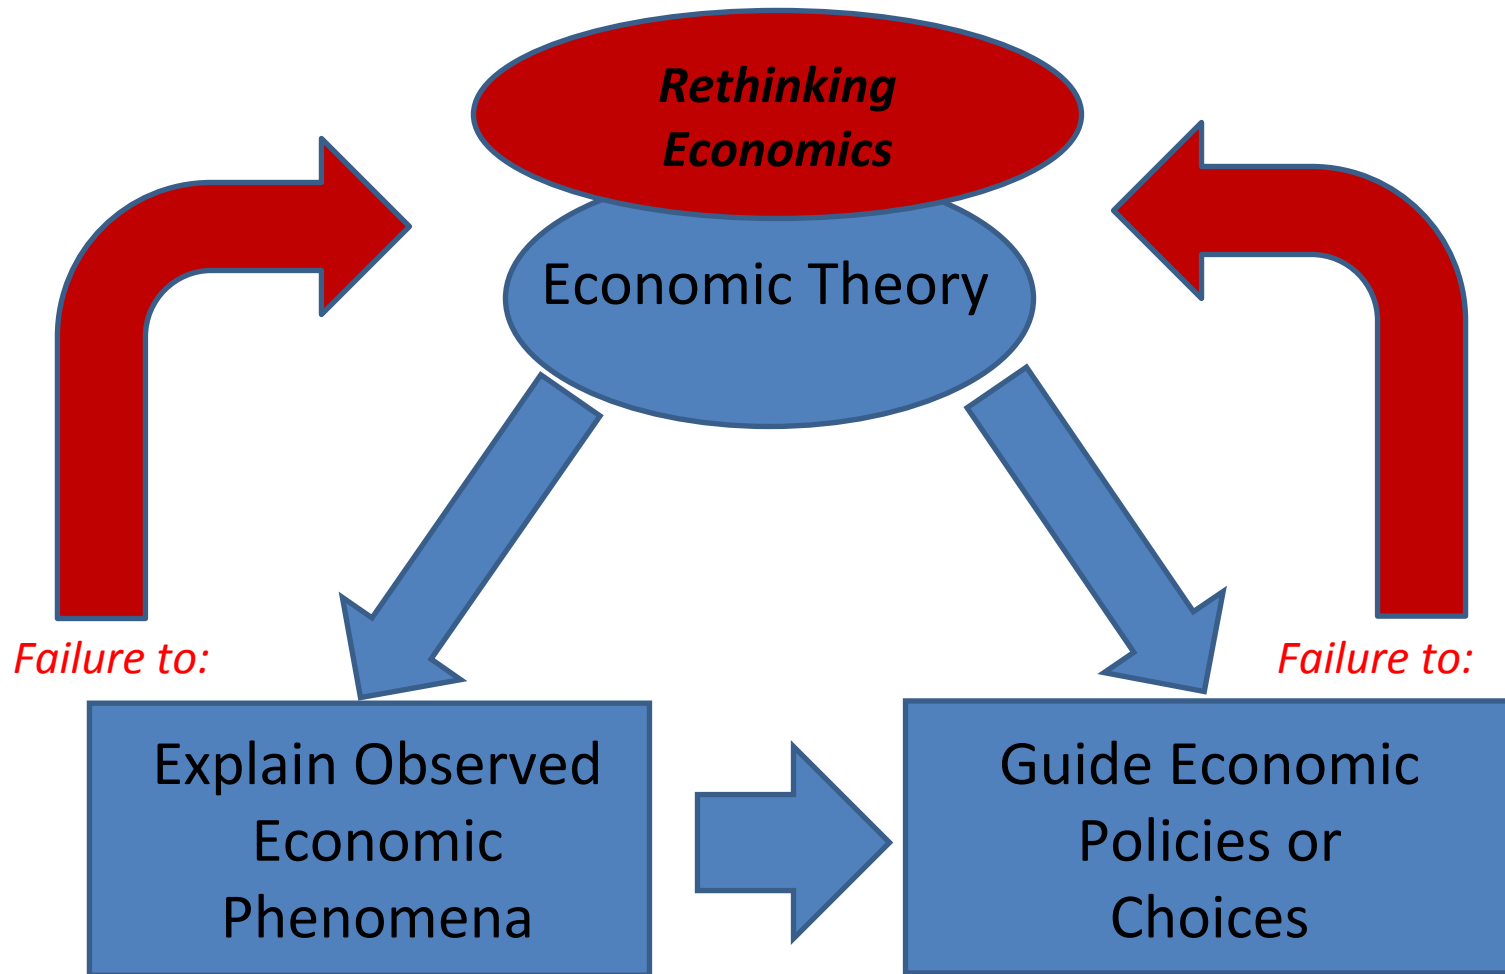 Rethinking
Economics
Economic Theory
Failure to:
Failure to:
Explain Observed
Economic
Phenomena
Guide Economic
Policies or
Choices